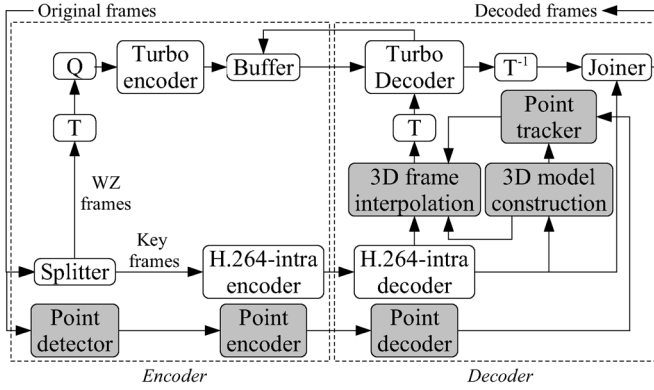 Original frames
Decoded frames
Q
Turbo
encoder
Buffer
Turbo
Decoder
T-1
Joiner
T
T
Point
tracker
WZ
frames
3D frame
interpolation
3D model
construction
Key
frames
Splitter
H.264-intra
encoder
H.264-intra
decoder
Point
detector
Point
encoder
Point
decoder
Encoder
Decoder